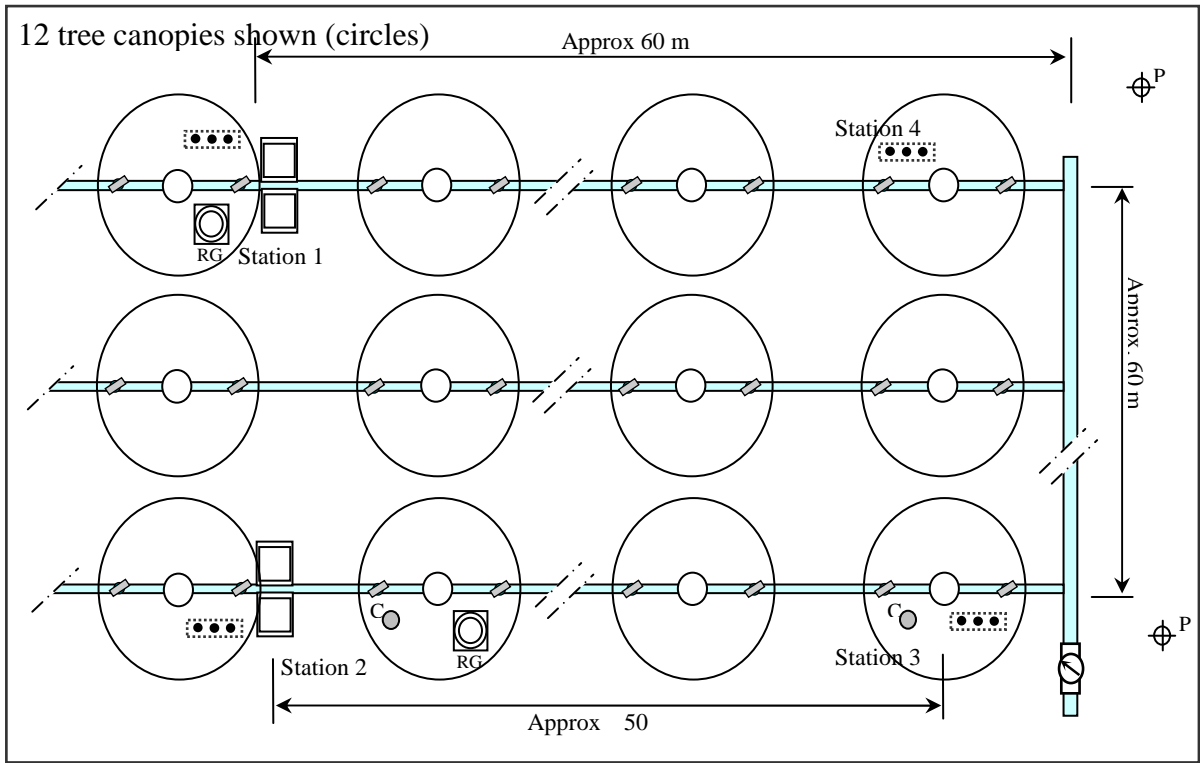 12 tree canopies shown (circles)
Approx 60 m
P
Station 4
RG
Station 1
Approx. 60 m
C
RG
C
P
Station 2
Station 3
Approx 50